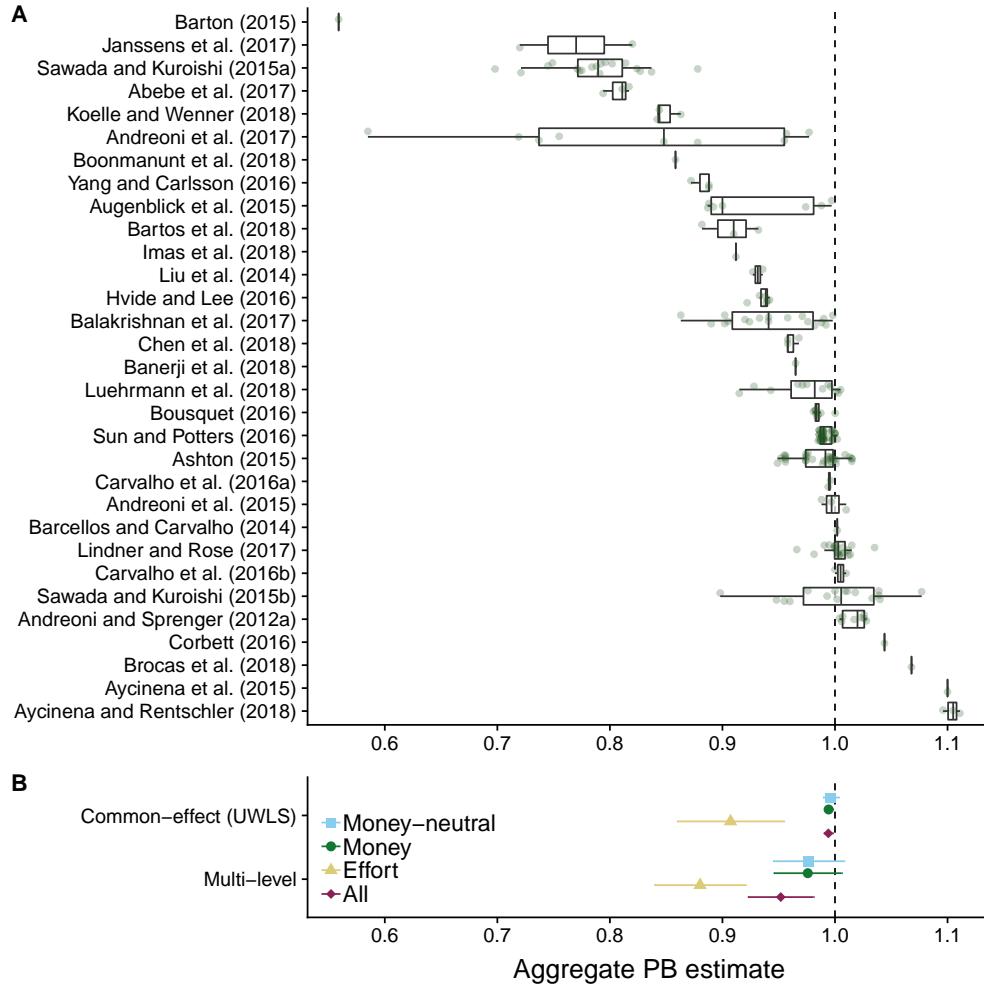 A
Barton (2015)
Janssens et al. (2017)
Sawada and Kuroishi (2015a)
Abebe et al. (2017)
Koelle and Wenner (2018)
Andreoni et al. (2017)
Boonmanunt et al. (2018)
Yang and Carlsson (2016)
Augenblick et al. (2015)
Bartos et al. (2018)
Imas et al. (2018)
Liu et al. (2014)
Hvide and Lee (2016)
Balakrishnan et al. (2017)
Chen et al. (2018)
Banerji et al. (2018)
Luehrmann et al. (2018)
Bousquet (2016)
Sun and Potters (2016)
Ashton (2015)
Carvalho et al. (2016a)
Andreoni et al. (2015)
Barcellos and Carvalho (2014)
Lindner and Rose (2017)
Carvalho et al. (2016b)
Sawada and Kuroishi (2015b)
Andreoni and Sprenger (2012a)
Corbett (2016)
Brocas et al. (2018)
Aycinena et al. (2015)
Aycinena and Rentschler (2018)
0.6 0.7 0.8 0.9 1.0 1.1
B
Common−effect (UWLS)
Multi−level
Money−neutral
Money
Effort
All
0.6 0.7 0.8 0.9 1.0 1.1
Aggregate PB estimate